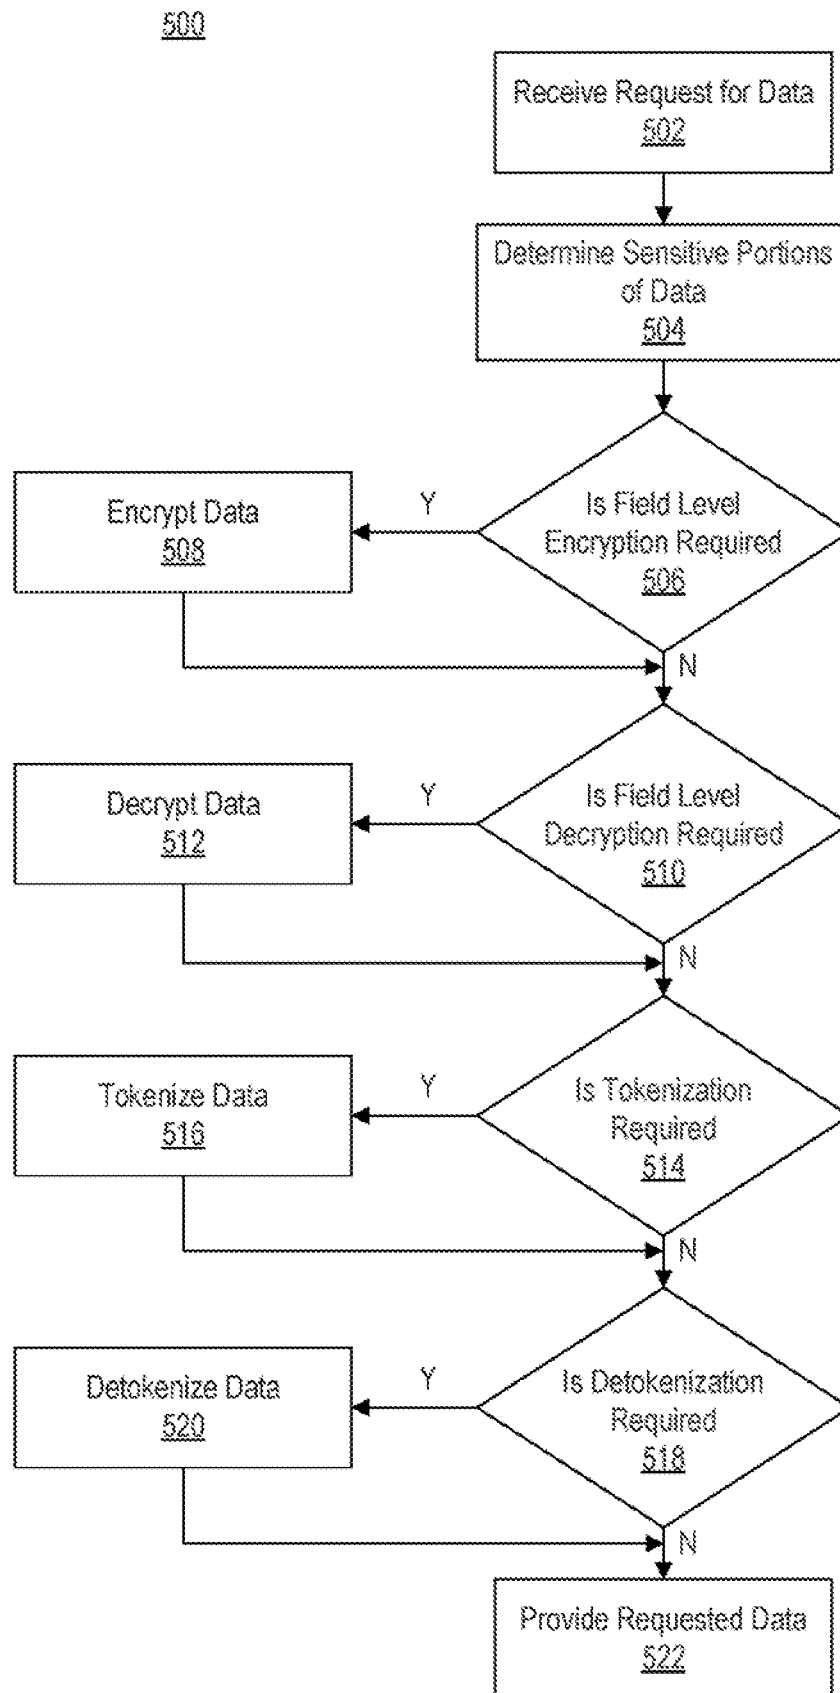 500
Receive Request for Data
502
Determine Sensitive Portions
of Data
504
Is Field Level
Encryption Required
506
Y
Encrypt Data
508
N
Is Field Level
Decryption Required
510
Y
Decrypt Data
512
N
Is Tokenization
Required
514
Y
Tokenize Data
516
N
Is Detokenization
Required
518
Y
Detokenize Data
520
N
Provide Requested Data
522